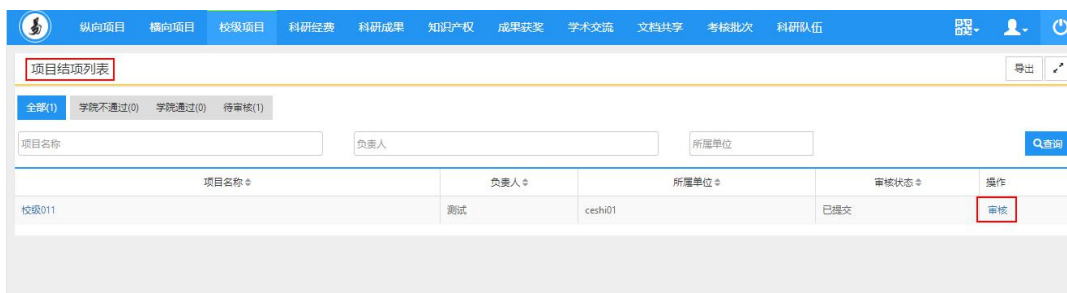 纵向项目 横向项目 校级项目 科研经费 科研成果 知识产权 成果获奖 学术交流 文档共享 考核批次 科研队伍
项目结项列表 导出
全部(1) 学院不通过(0) 学院通过(0) 待审核(1)
项目名称 负责人 所属单位 查询
项目名称 负责人 所属单位 审核状态 操作
校级011 测试 ceshi01 已提交 审核